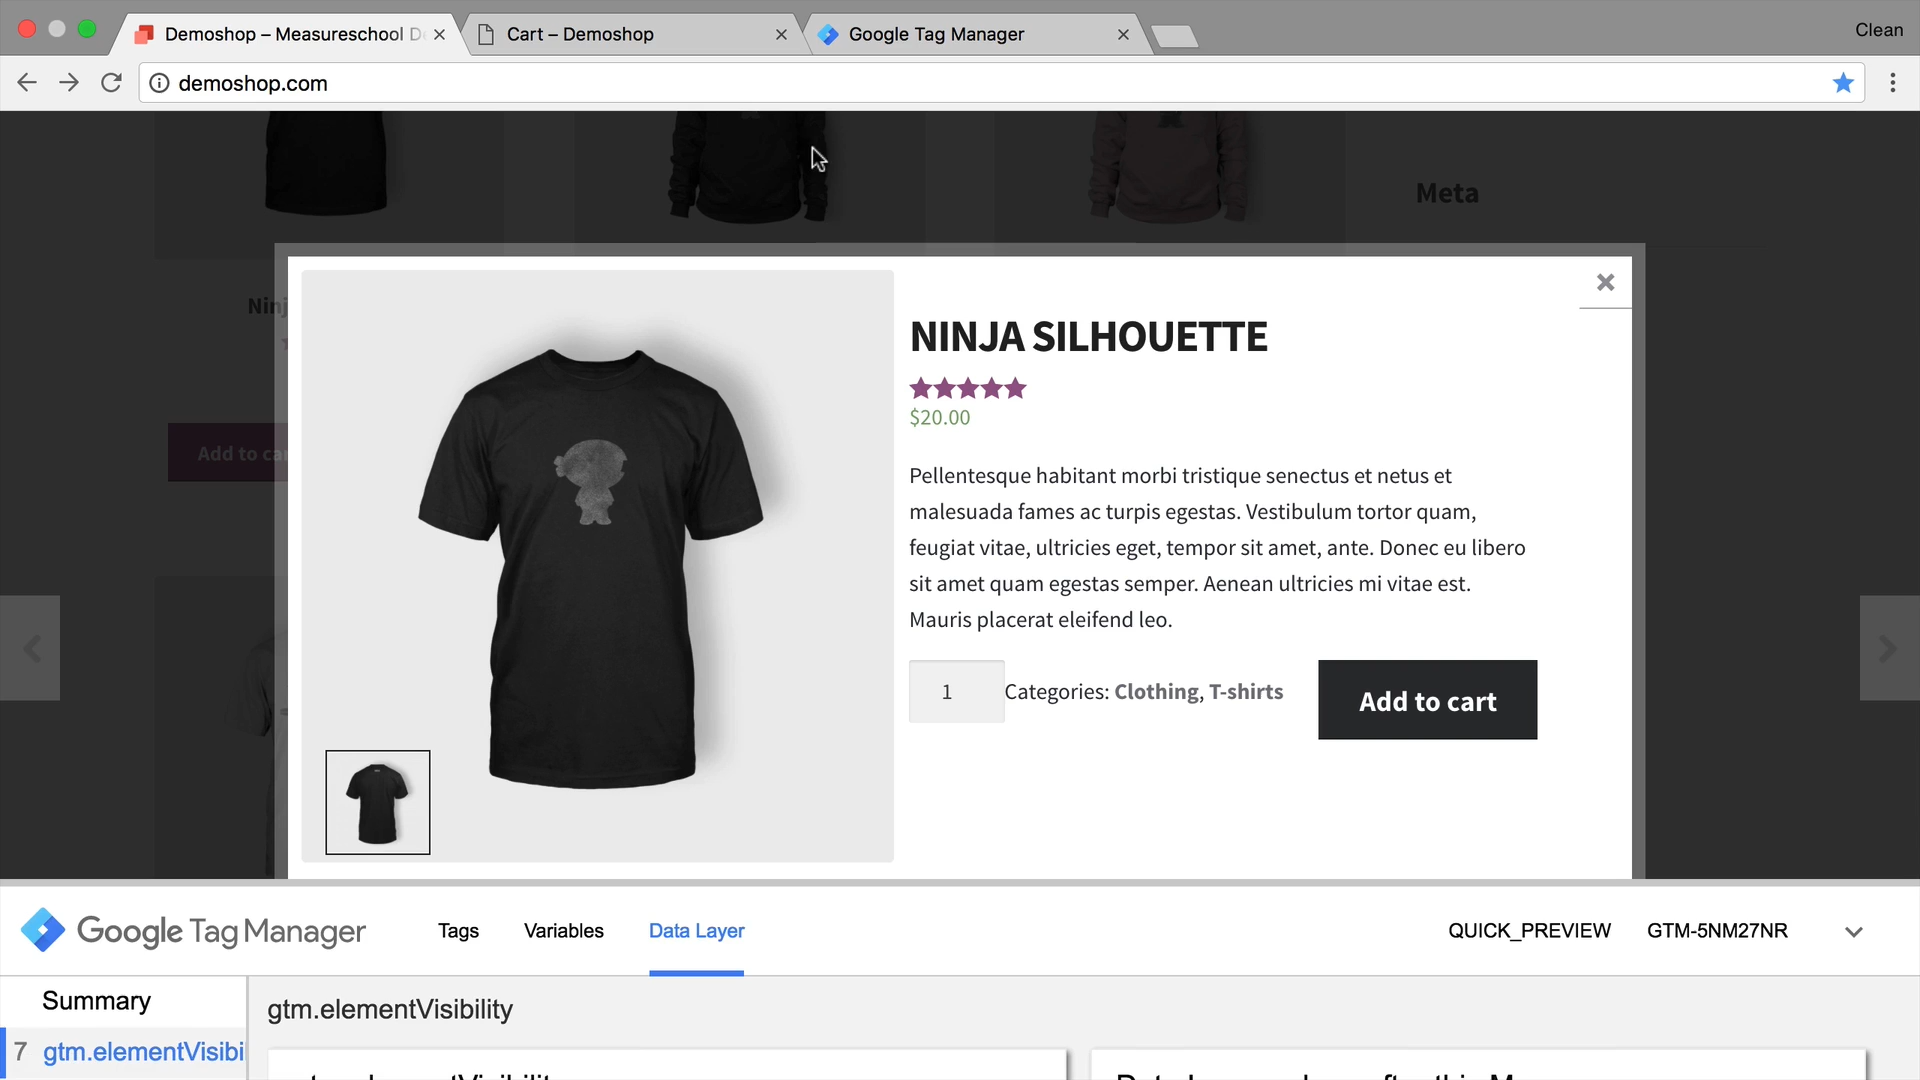 Demoshop – Measureschool D
Cart – Demoshop
Google Tag Manager
Clean
demoshop.com
Meta
Ninj
Add to ca
NINJA SILHOUETTE
$20.00
Pellentesque habitant morbi tristique senectus et netus et
malesuada fames ac turpis egestas. Vestibulum tortor quam,
feugiat vitae, ultricies eget, tempor sit amet, ante. Donec eu libero
sit amet quam egestas semper. Aenean ultricies mi vitae est.
Mauris placerat eleifend leo.
1
Categories: Clothing, T-shirts
Add to cart
Google Tag Manager
Tags
Variables
Data Layer
QUICK_PREVIEW
GTM-5NM27NR
Summary
gtm.elementVisibility
7 gtm.elementVisibi